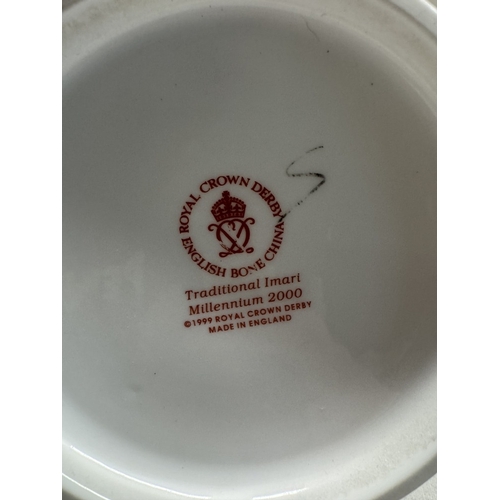 ROYAL CROWN DERBY
ENGLISH BONE CHINA
Traditional Imari
Millennium 2000
©1999 ROYAL CROWN DERBY
MADE IN ENGLAND